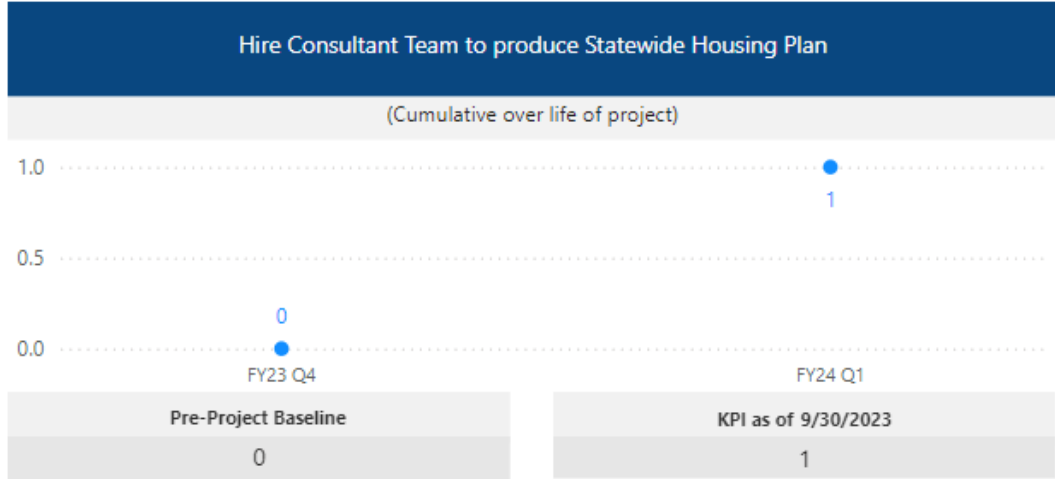 Hire Consultant Team to produce Statewide Housing Plan
(Cumulative over life of project)
1.0
1
0.5
0
0.0
FY23 Q4 FY24 Q1
Pre-Project Baseline KPI as of 9/30/2023
0 1